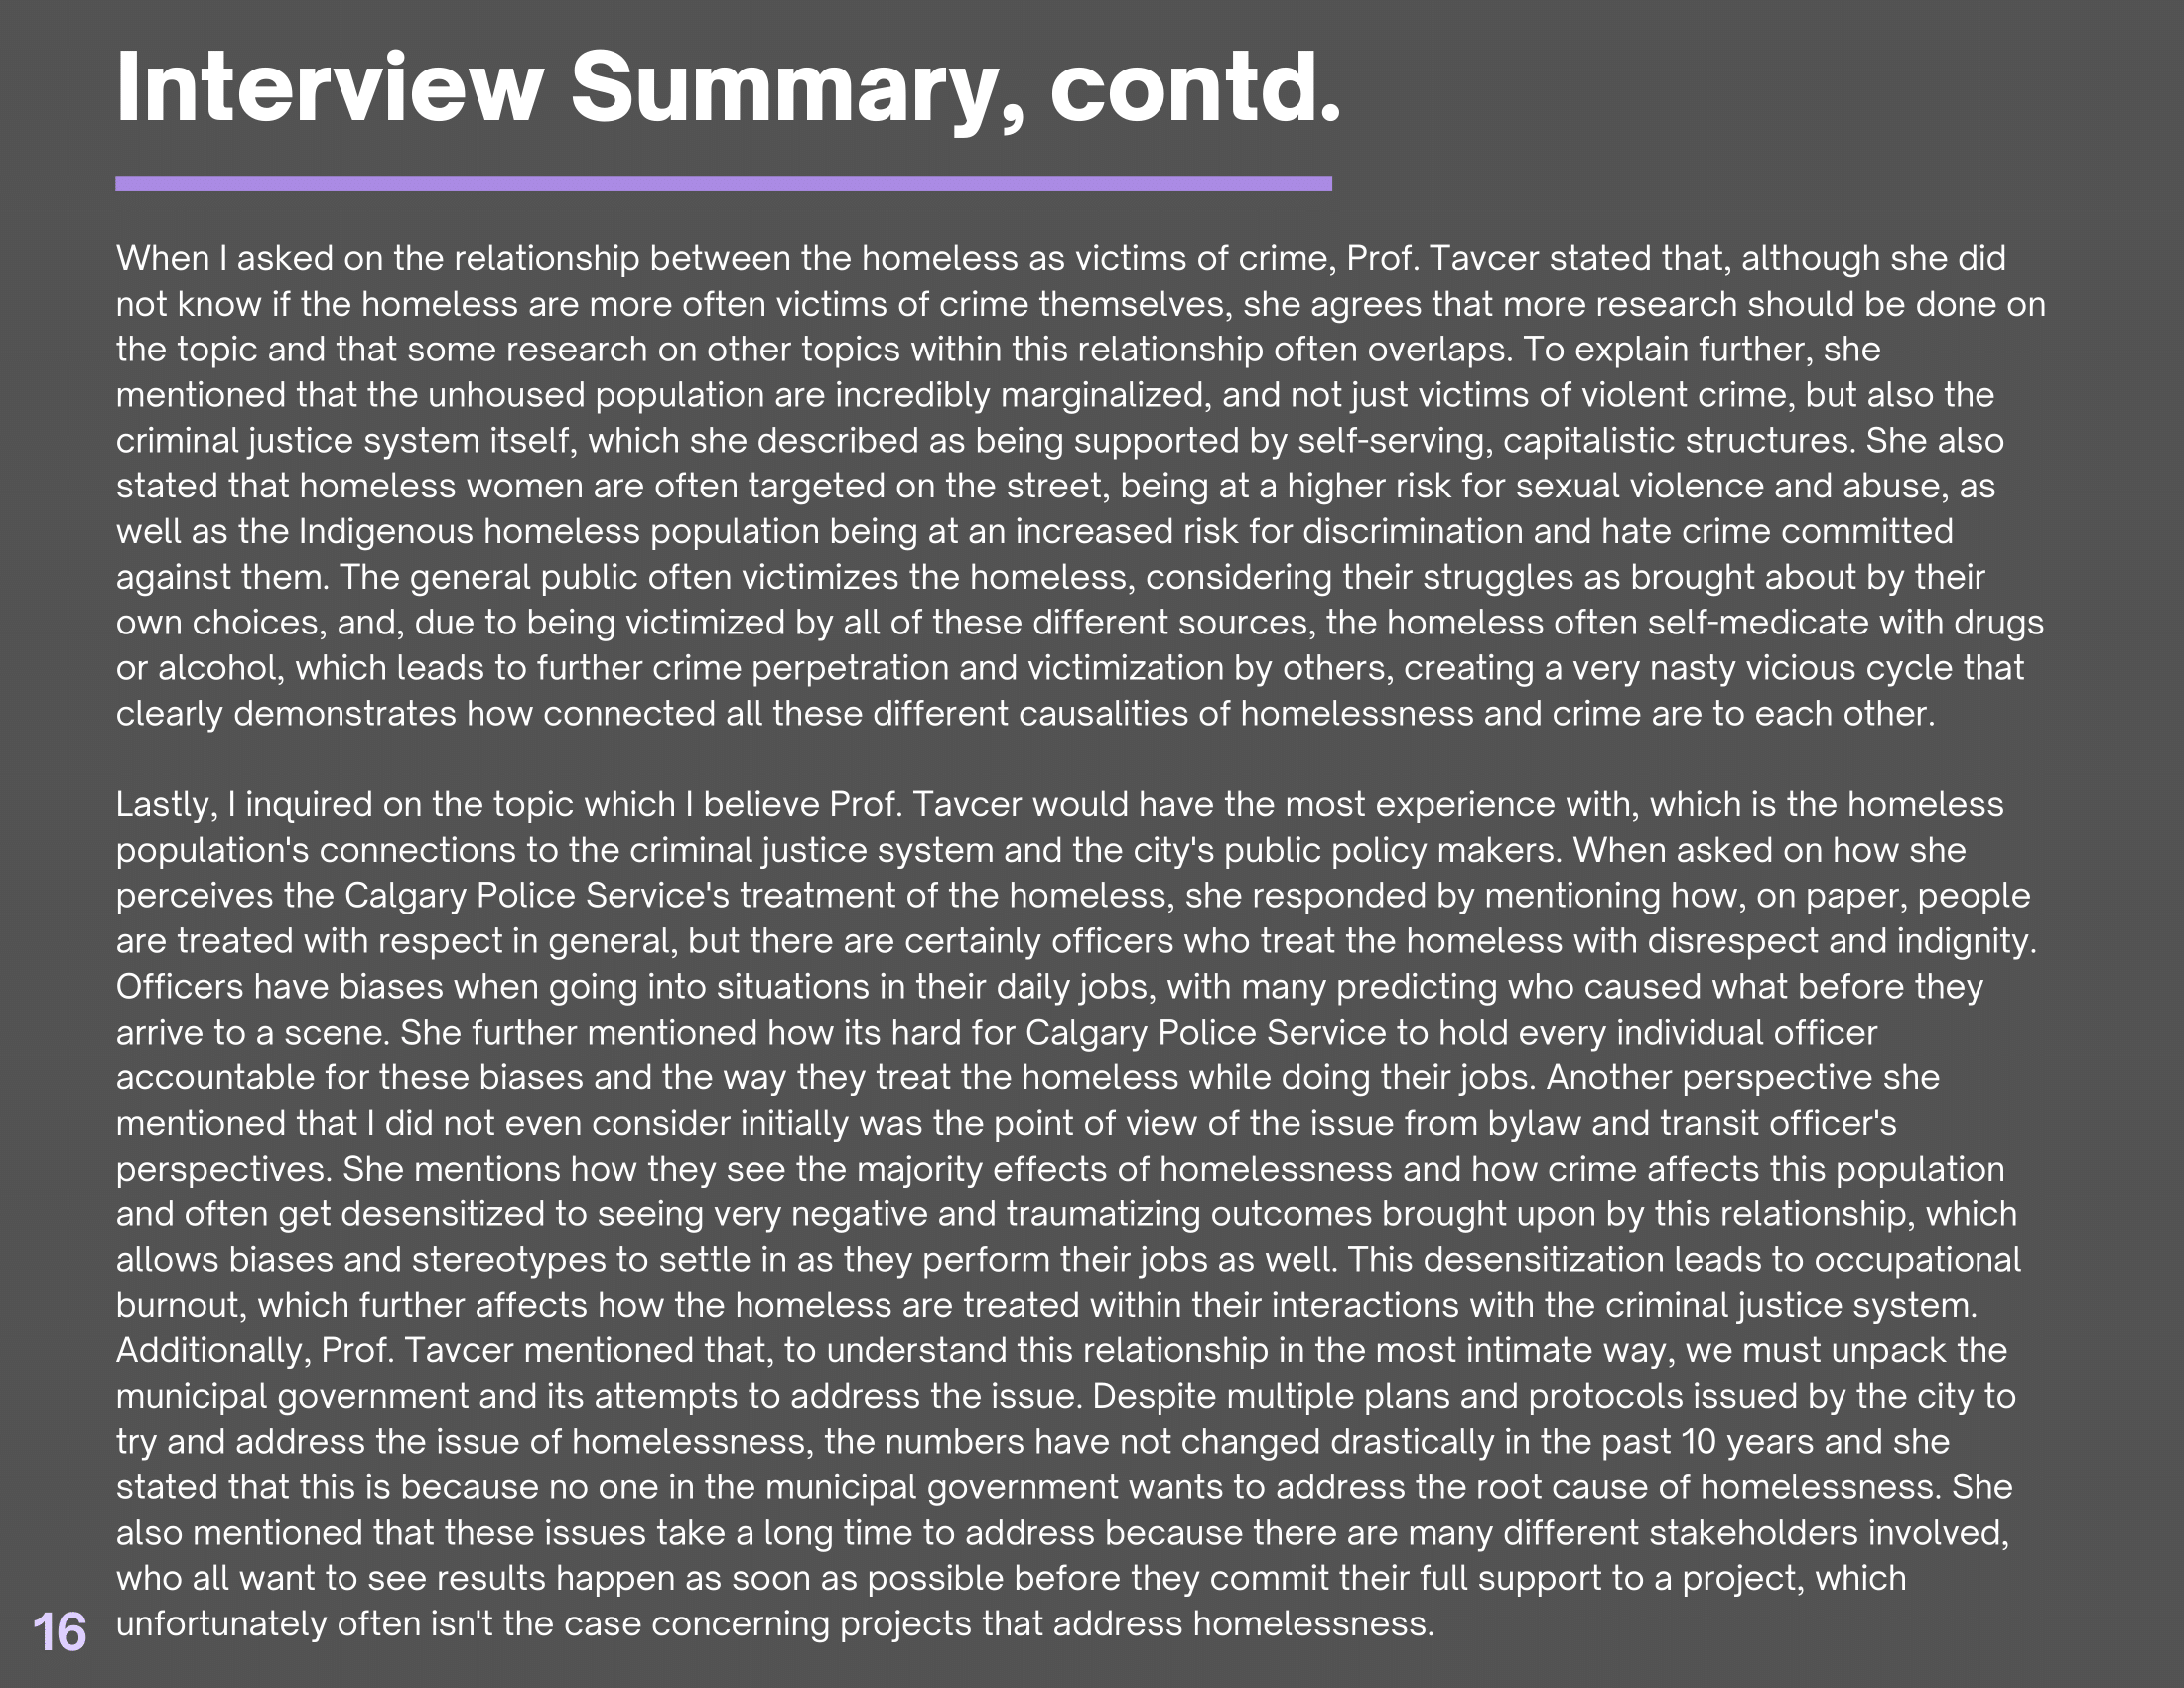 Interview Summary, contd.
When I asked on the relationship between the homeless as victims of crime, Prof. Tavcer stated that, although she did
not know if the homeless are more often victims of crime themselves, she agrees that more research should be done on
the topic and that some research on other topics within this relationship often overlaps. To explain further, she
mentioned that the unhoused population are incredibly marginalized, and not just victims of violent crime, but also the
criminal justice system itself, which she described as being supported by self-serving, capitalistic structures. She also
stated that homeless women are often targeted on the street, being at a higher risk for sexual violence and abuse, as
well as the Indigenous homeless population being at an increased risk for discrimination and hate crime committed
against them. The general public often victimizes the homeless, considering their struggles as brought about by their
own choices, and, due to being victimized by all of these different sources, the homeless often self-medicate with drugs
or alcohol, which leads to further crime perpetration and victimization by others, creating a very nasty vicious cycle that
clearly demonstrates how connected all these different causalities of homelessness and crime are to each other.
Lastly, I inquired on the topic which I believe Prof. Tavcer would have the most experience with, which is the homeless
population's connections to the criminal justice system and the city's public policy makers. When asked on how she
perceives the Calgary Police Service's treatment of the homeless, she responded by mentioning how, on paper, people
are treated with respect in general, but there are certainly officers who treat the homeless with disrespect and indignity.
Officers have biases when going into situations in their daily jobs, with many predicting who caused what before they
arrive to a scene. She further mentioned how its hard for Calgary Police Service to hold every individual officer
accountable for these biases and the way they treat the homeless while doing their jobs. Another perspective she
mentioned that I did not even consider initially was the point of view of the issue from bylaw and transit officer's
perspectives. She mentions how they see the majority effects of homelessness and how crime affects this population
and often get desensitized to seeing very negative and traumatizing outcomes brought upon by this relationship, which
allows biases and stereotypes to settle in as they perform their jobs as well. This desensitization leads to occupational
burnout, which further affects how the homeless are treated within their interactions with the criminal justice system.
Additionally, Prof. Tavcer mentioned that, to understand this relationship in the most intimate way, we must unpack the
municipal government and its attempts to address the issue. Despite multiple plans and protocols issued by the city to
try and address the issue of homelessness, the numbers have not changed drastically in the past 10 years and she
stated that this is because no one in the municipal government wants to address the root cause of homelessness. She
also mentioned that these issues take a long time to address because there are many different stakeholders involved,
who all want to see results happen as soon as possible before they commit their full support to a project, which
unfortunately often isn't the case concerning projects that address homelessness.
16